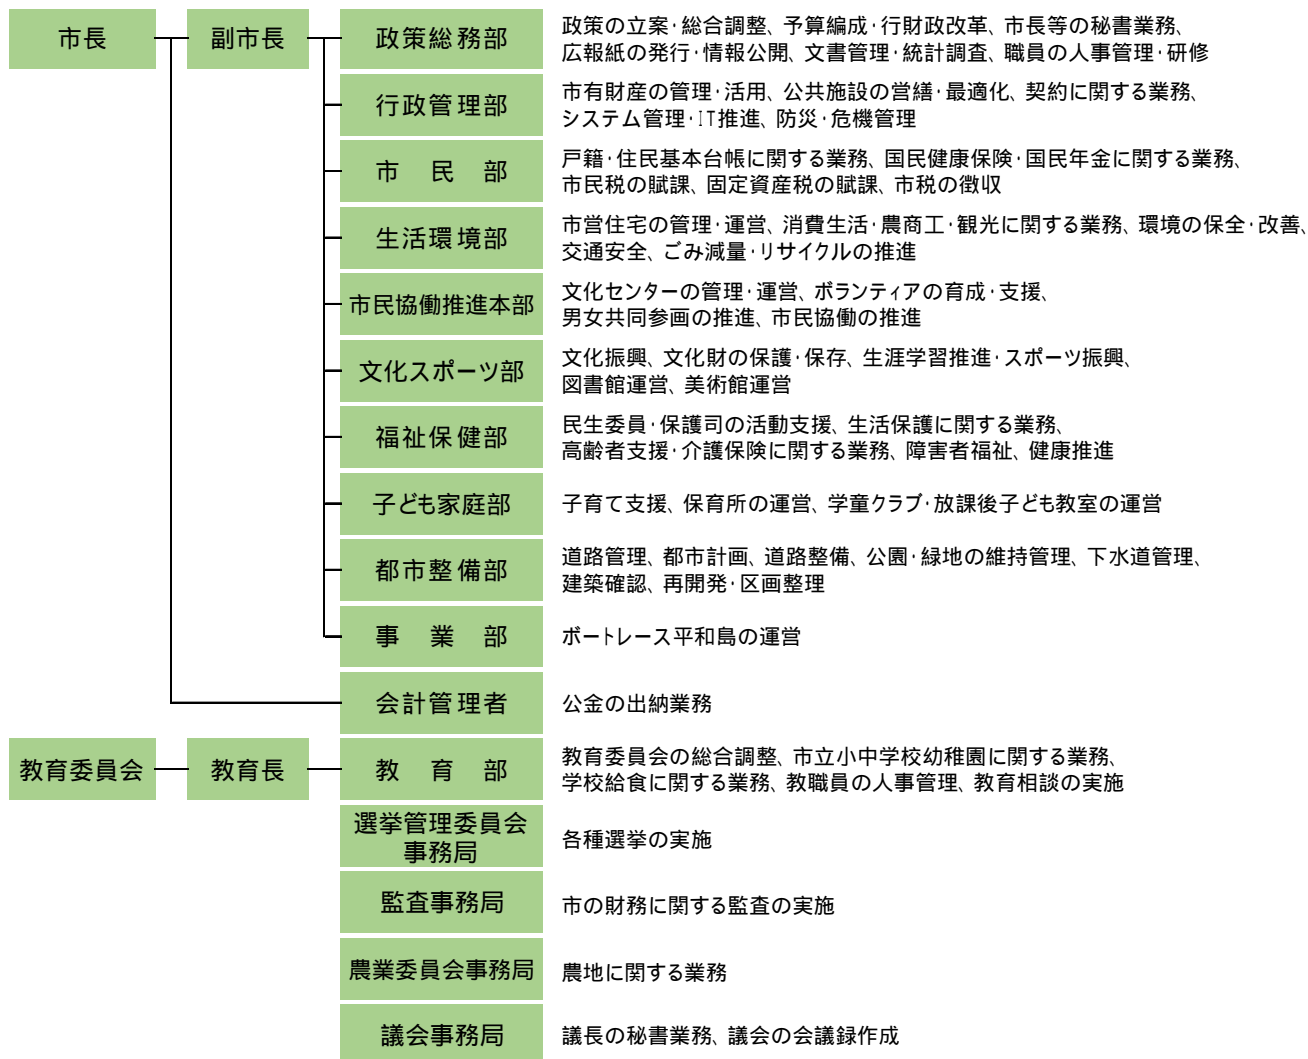 市長
副市長
政策総務部
政策の立案・総合調整、予算編成・行財政改革、市長等の秘書業務、
広報紙の発行・情報公開、文書管理・統計調査、職員の人事管理・研修
行政管理部
市有財産の管理・活用、公共施設の営繕・最適化、契約に関する業務、
システム管理・IT推進、防災・危機管理
市民部
戸籍・住民基本台帳に関する業務、国民健康保険・国民年金に関する業務、
市民税の賦課、固定資産税の賦課、市税の徴収
生活環境部
市営住宅の管理・運営、消費生活・農商工・観光に関する業務、環境の保全・改善、
交通安全、ごみ減量・リサイクルの推進
市民協働推進本部
文化センターの管理・運営、ボランティアの育成・支援、
男女共同参画の推進、市民協働の推進
文化スポーツ部
文化振興、文化財の保護・保存、生涯学習推進・スポーツ振興、
図書館運営、美術館運営
福祉保健部
民生委員・保護司の活動支援、生活保護に関する業務、
高齢者支援・介護保険に関する業務、障害者福祉、健康推進
子ども家庭部
子育て支援、保育所の運営、学童クラブ・放課後子ども教室の運営
都市整備部
道路管理、都市計画、道路整備、公園・緑地の維持管理、下水道管理、
建築確認、再開発・区画整理
事業部
ボートレース平和島の運営
会計管理者
公金の出納業務
教育委員会
教育長
教育部
教育委員会の総合調整、市立小中学校幼稚園に関する業務、
学校給食に関する業務、教職員の人事管理、教育相談の実施
選挙管理委員会
事務局
各種選挙の実施
監査事務局
市の財務に関する監査の実施
農業委員会事務局
農地に関する業務
議会事務局
議長の秘書業務、議会の会議録作成